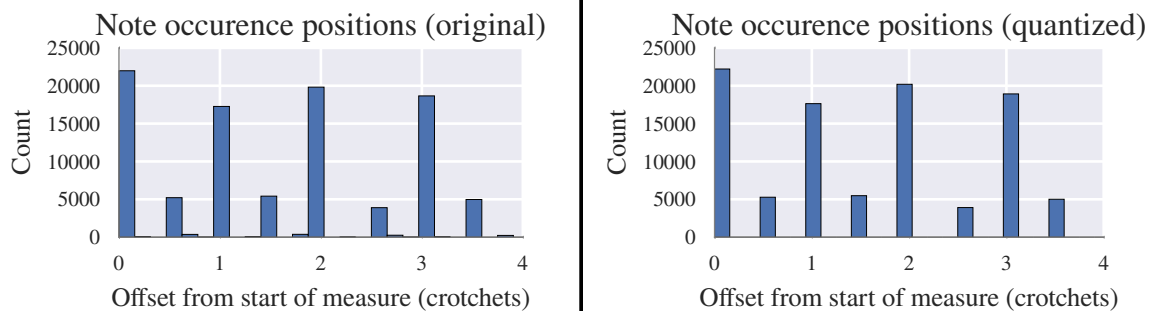 Note occurence positions (original)
25000
20000
15000
10000
5000
0
Count
0 1 2 3 4
Offset from start of measure (crotchets)
Note occurence positions (quantized)
25000
20000
15000
10000
5000
0
Count
0 1 2 3 4
Offset from start of measure (crotchets)